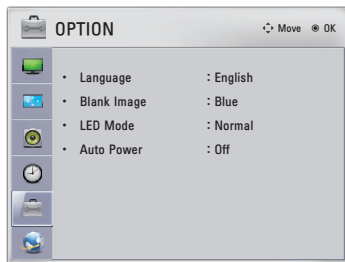 OPTION Move OK
• Language : English
• Blank Image : Blue
• LED Mode : Normal
• Auto Power : Off